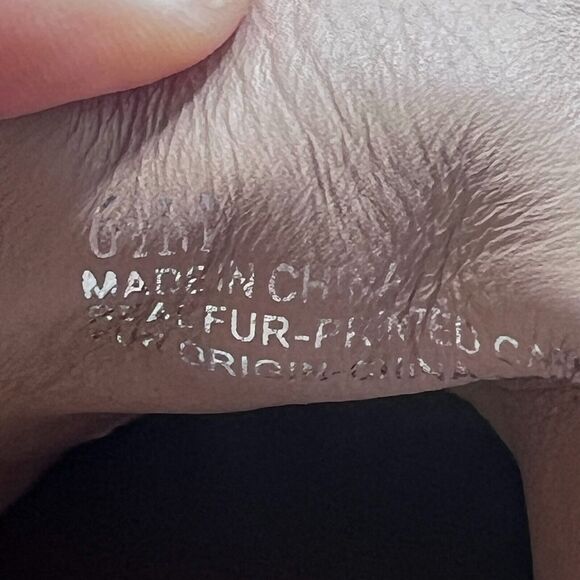 MADE IN CHINA
REAL FUR-PRINTED
FUR ORIGIN-CHINA